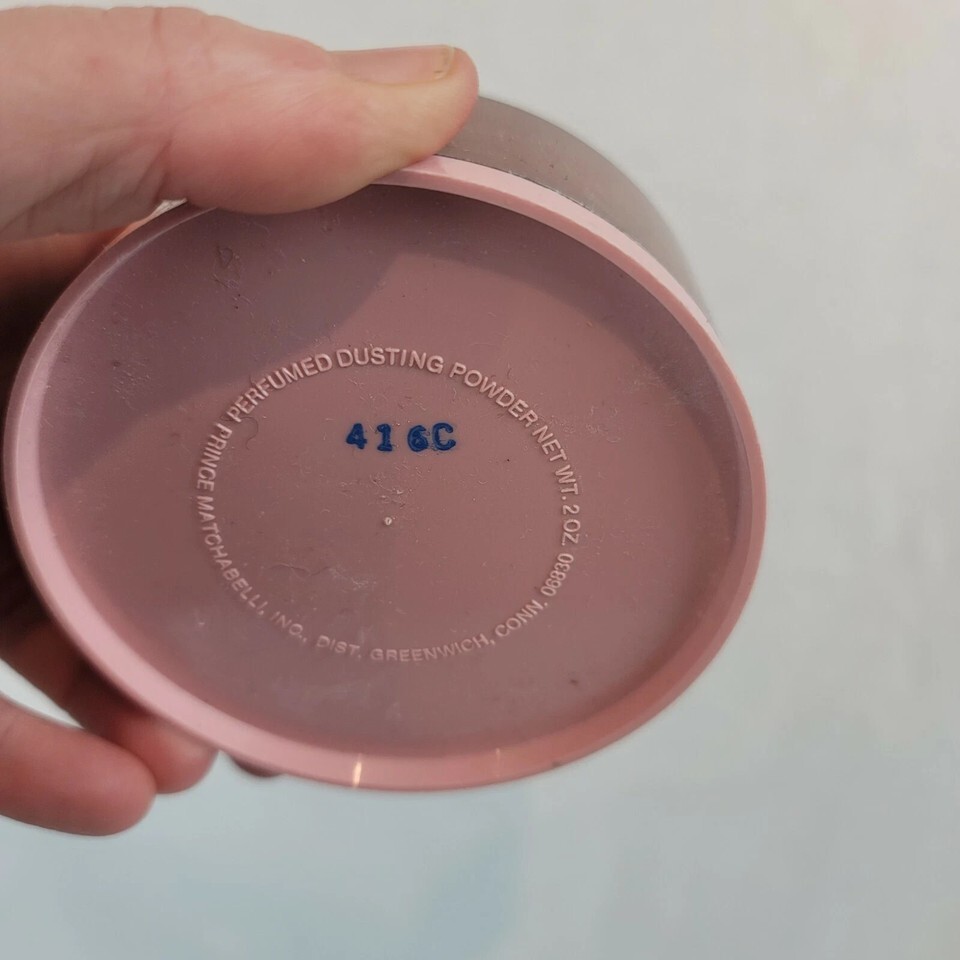 PERFUMED DUSTING POWDER NET WT. 2 OZ.
PRINCE MATCHABELLI, INC., DIST. GREENWICH, CONN. 06830
416C